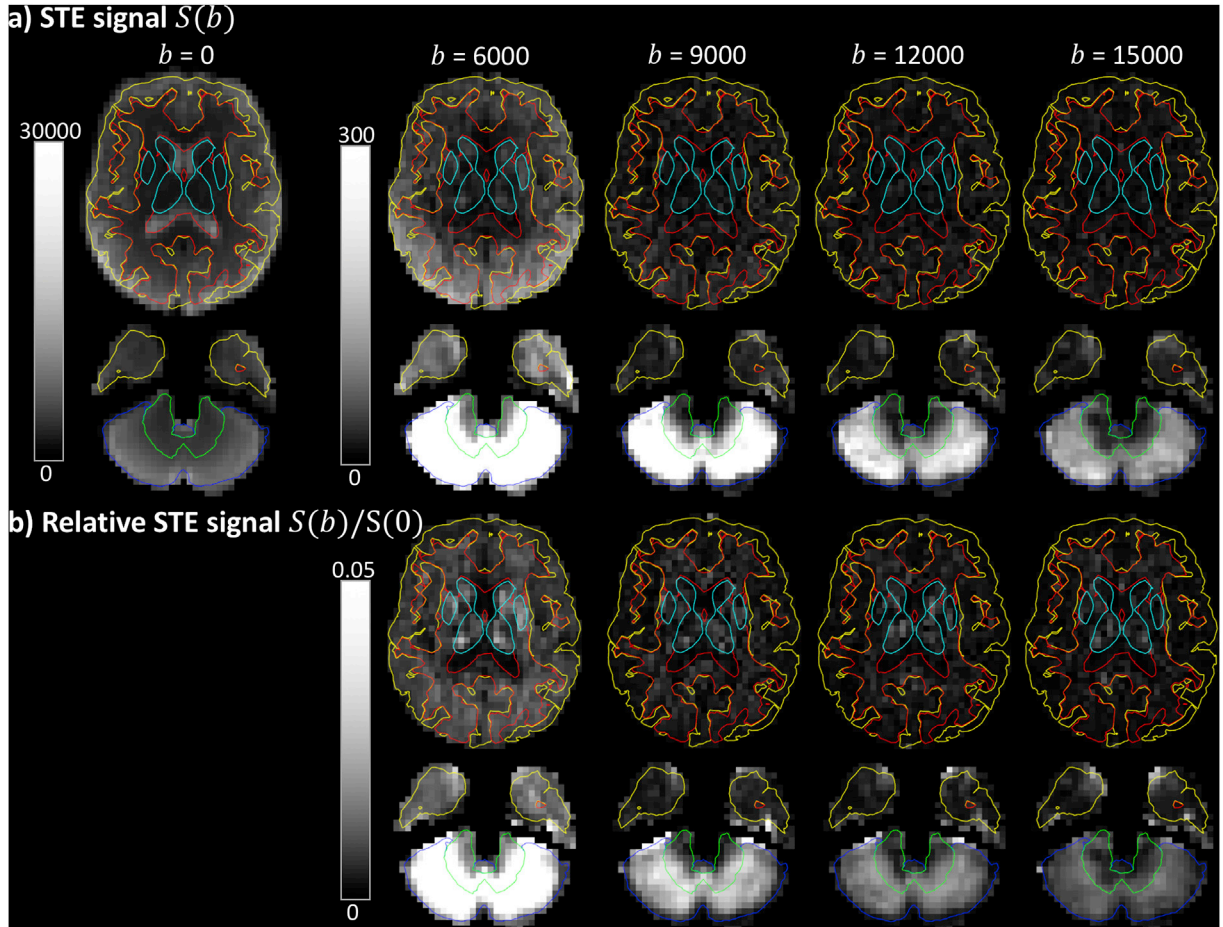 a) STE signal S(b)
b = 0
b = 6000
b = 9000
b = 12000
b = 15000
30000
0
300
0
b) Relative STE signal S(b)/S(0)
0.05
0